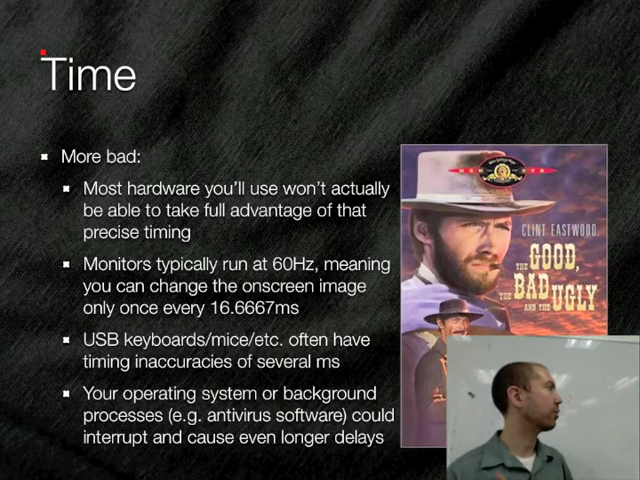 Time
More bad:
Most hardware you'll use won't actually
be able to take full advantage of that
precise timing
Monitors typically run at 60Hz, meaning
you can change the onscreen image
only once every 16.6667ms
USB keyboards/mice/etc. often have
timing inaccuracies of several ms
Your operating system or background
processes (e.g. antivirus software) could
interrupt and cause even longer delays
MGM DVD
CLINT EASTWOOD
THE GOOD,
THE BAD
AND THE UGLY